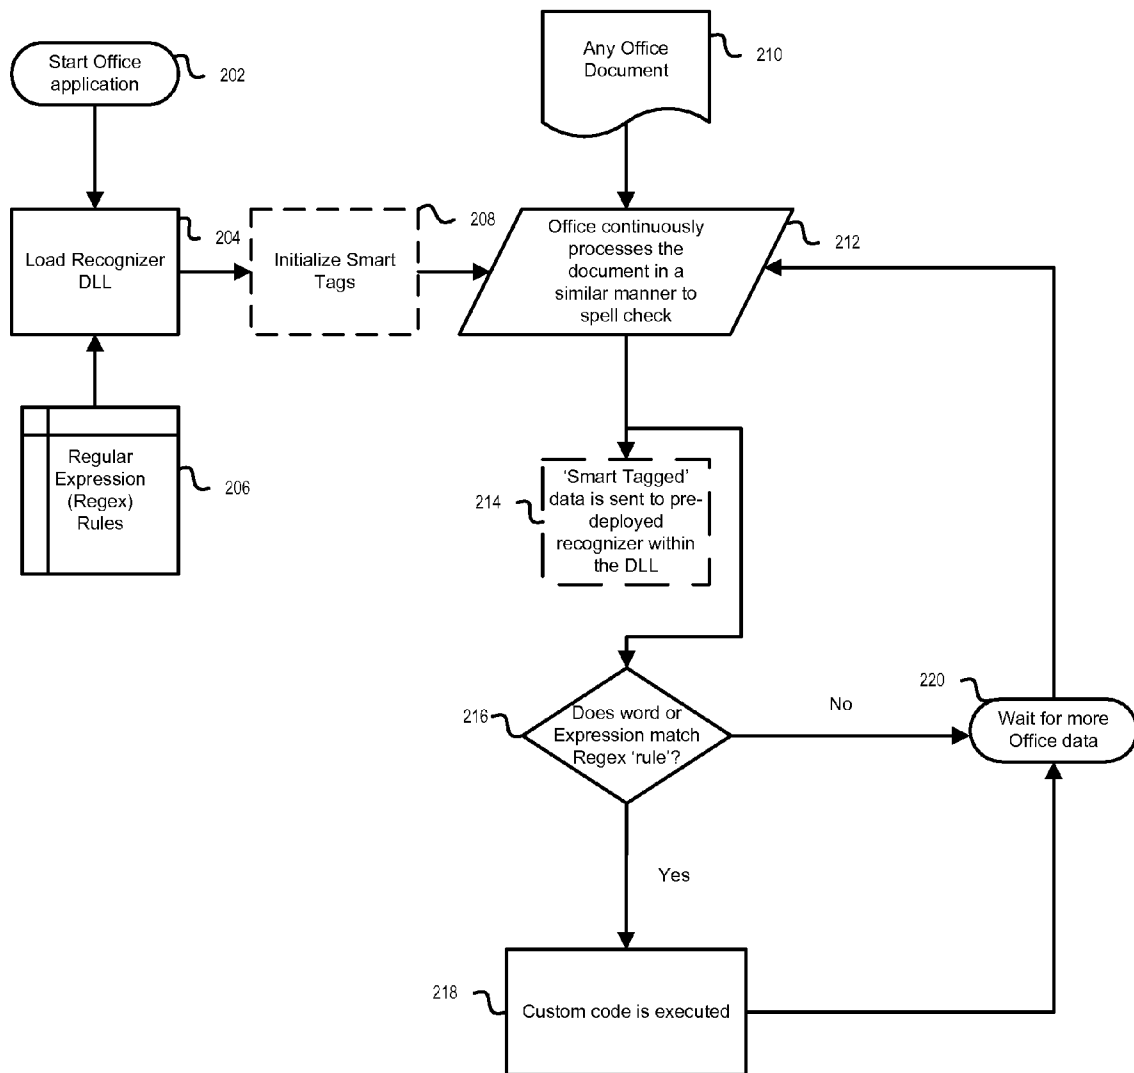 Start Office
application
202
Any Office
Document
210
Load Recognizer
DLL
204
Initialize Smart
Tags
208
Office continuously
processes the
document in a
similar manner to
spell check
212
Regular
Expression
(Regex)
Rules
206
‘Smart Tagged’
data is sent to pre-
deployed
recognizer within
the DLL
214
Does word or
Expression match
Regex ‘rule’?
216
No
220
Wait for more
Office data
Yes
218
Custom code is executed